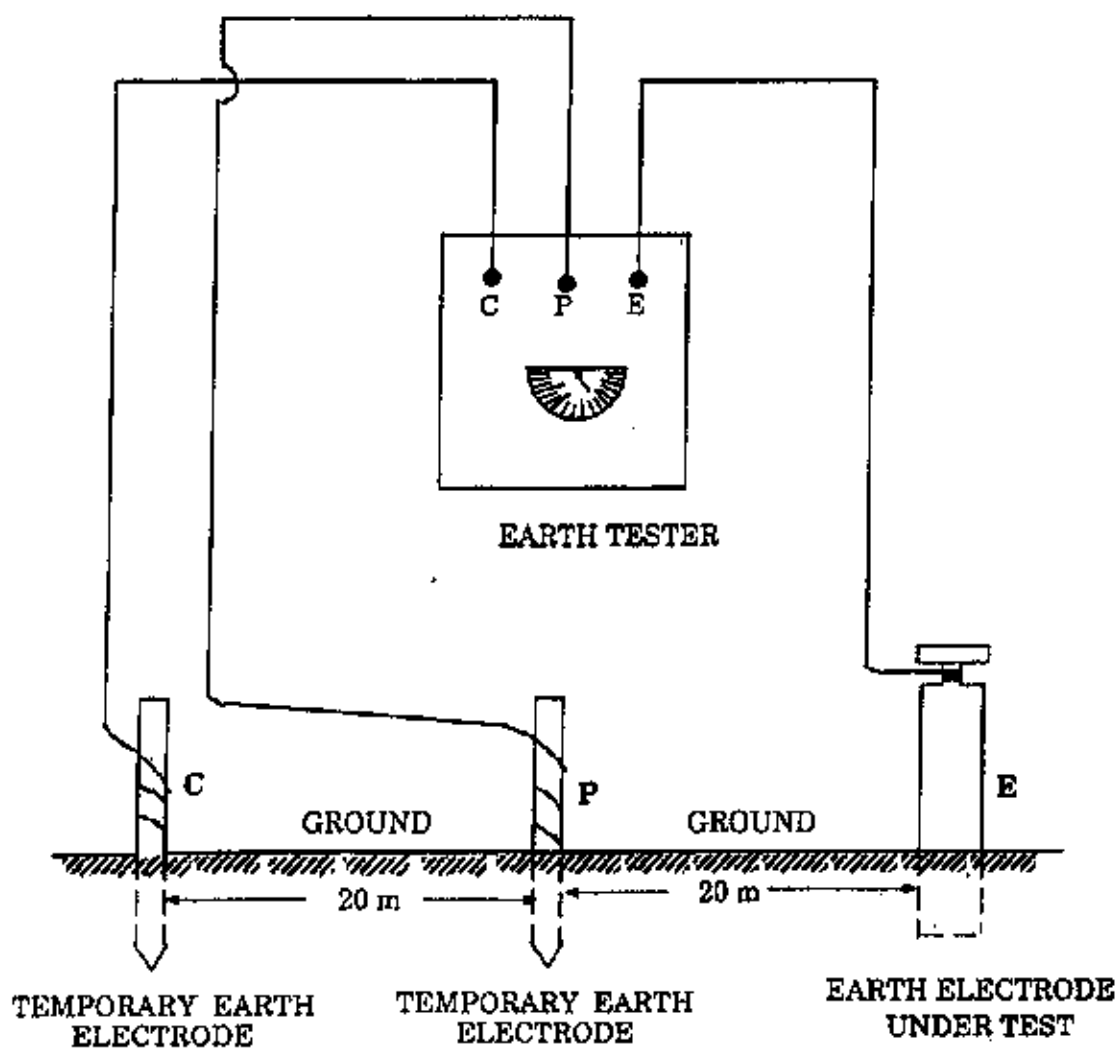 C P E
EARTH TESTER
C
P
E
GROUND
GROUND
20 m
20 m
TEMPORARY EARTH
ELECTRODE
TEMPORARY EARTH
ELECTRODE
EARTH ELECTRODE
UNDER TEST